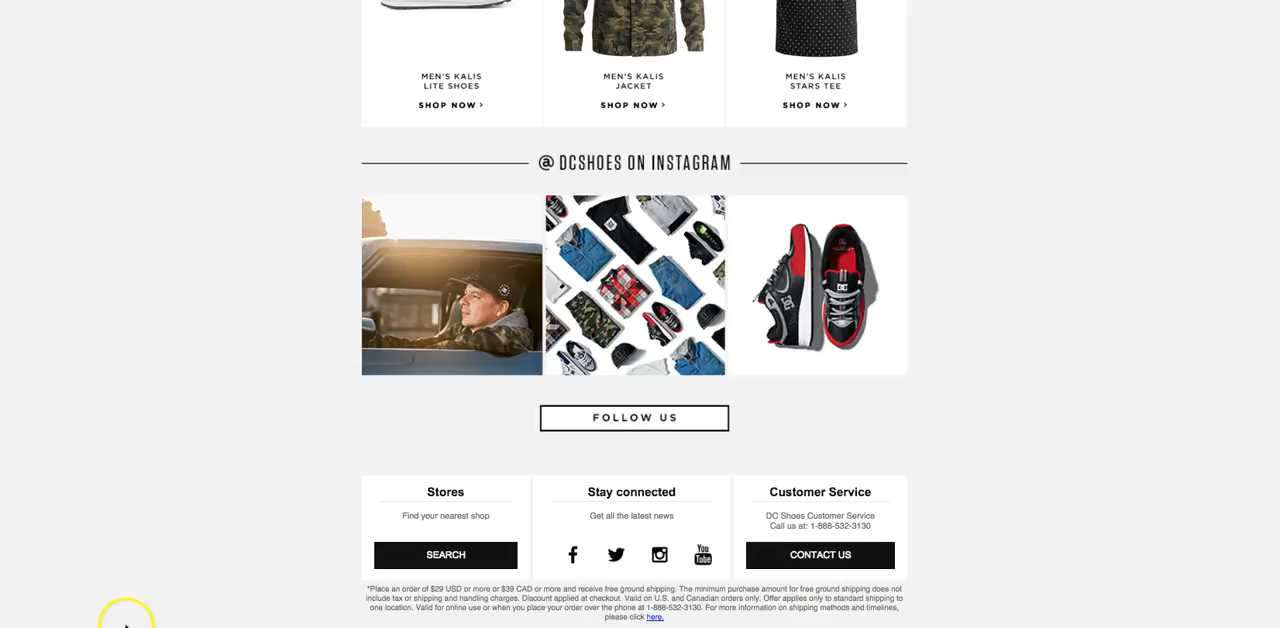 MEN'S KALIS
LITE SHOES
SHOP NOW ›
MEN'S KALIS
JACKET
SHOP NOW ›
MEN'S KALIS
STARS TEE
SHOP NOW ›
@DCSHOES ON INSTAGRAM
DC
DC
FOLLOW US
Stores
Find your nearest shop
SEARCH
Stay connected
Get all the latest news
You
Tube
Customer Service
DC Shoes Customer Service
Call us at: 1-888-532-3130
CONTACT US
*Place an order of $29 USD or more or $39 CAD or more and receive free ground shipping. The minimum purchase amount for free ground shipping does not
include tax or shipping and handling charges. Discount applied at checkout. Valid on U.S. and Canadian orders only. Offer applies only to standard shipping to
one location. Valid for online use or when you place your order over the phone at 1-888-532-3130. For more information on shipping methods and timelines,
please click here.